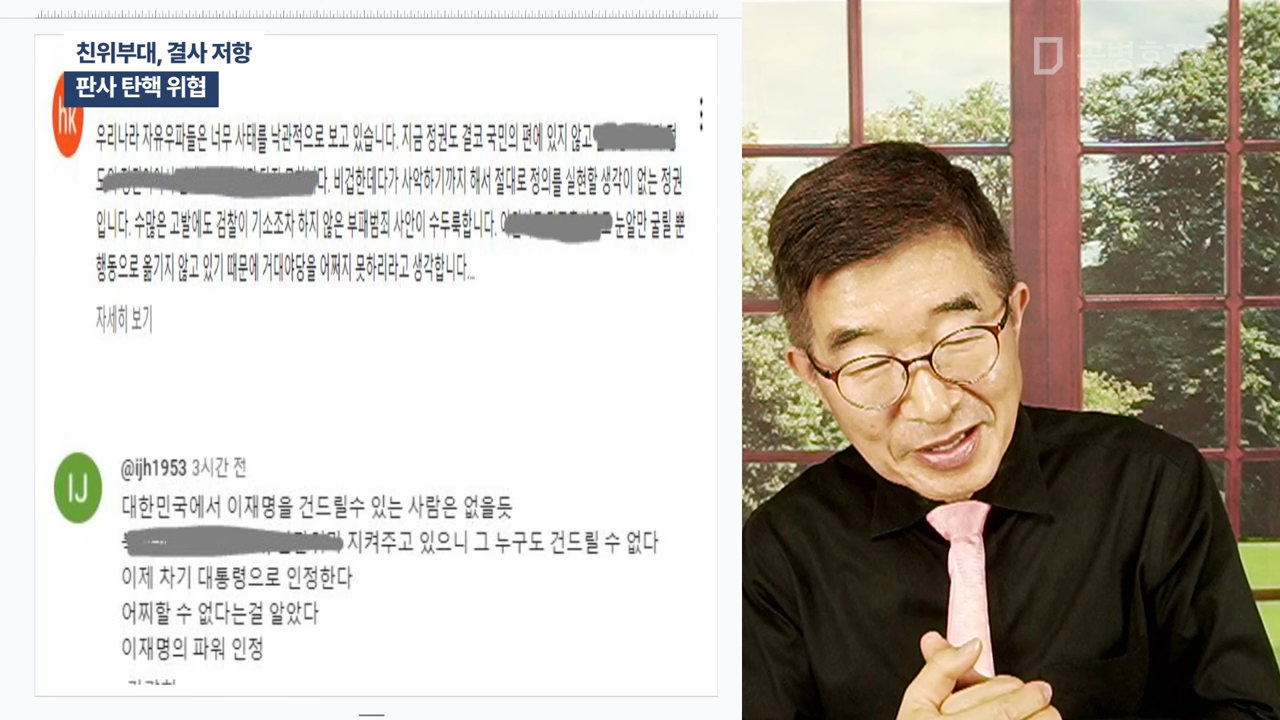 친위부대, 결사 저항
판사 탄핵 위협
hk
우리나라 자유우파들은 너무 사태를 낙관적으로 보고 있습니다. 지금 정권도 결코 국민의 편에 있지 않고
다. 비겁한데다가 사악하기까지 해서 절대로 정의를 실현할 생각이 없는 정권
입니다. 수많은 고발에도 검찰이 기소조차 하지 않은 부패범죄 사안이 수두룩합니다. 눈알만 굴릴 뿐
행동으로 옮기지 않고 있기 때문에 거대야당을 어쩌지 못하리라고 생각합니다...
자세히 보기
IJ
@ijh1953 3시간 전
대한민국에서 이재명을 건드릴수 있는 사람은 없을듯
지켜주고 있으니 그 누구도 건드릴 수 없다
이제 차기 대통령으로 인정한다
어찌할 수 없다는걸 알았다
이재명의 파워 인정
공병호TV